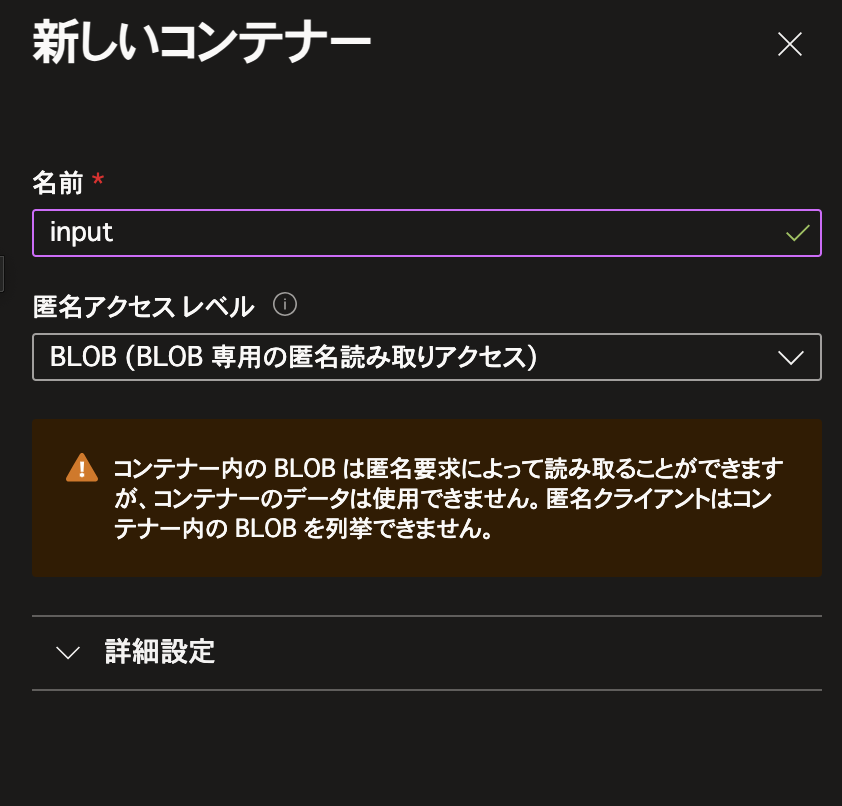 新しいコンテナー
名前 *
input
匿名アクセス レベル
BLOB (BLOB 専用の匿名読み取りアクセス)
コンテナー内の BLOB は匿名要求によって読み取ることができます
が、コンテナーのデータは使用できません。匿名クライアントはコン
テナー内の BLOB を列挙できません。
詳細設定